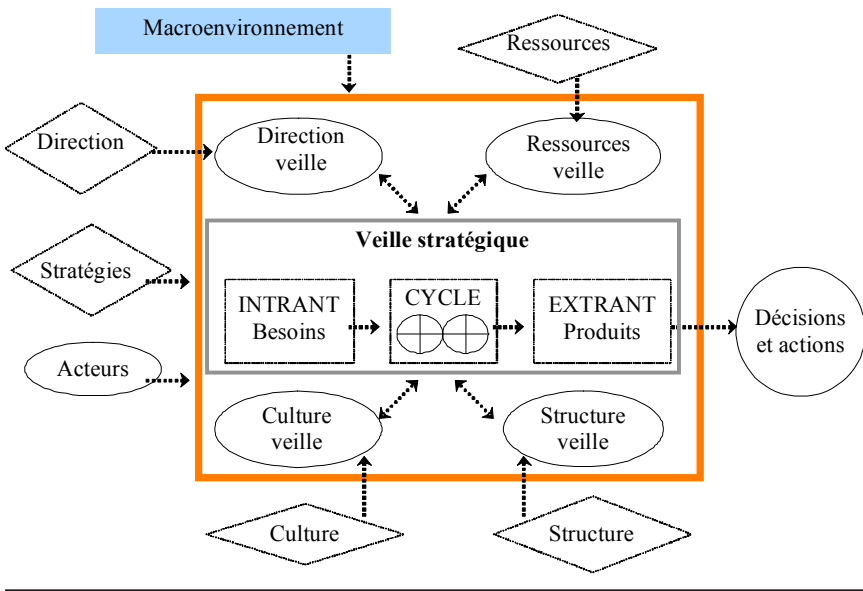 Macroenvironnement
Ressources
Direction
Direction
veille
Ressources
veille
Veille stratégique
Stratégies
INTRANT
Besoins
CYCLE
EXTRANT
Produits
Décisions
et actions
Acteurs
Culture
veille
Structure
veille
Culture
Structure